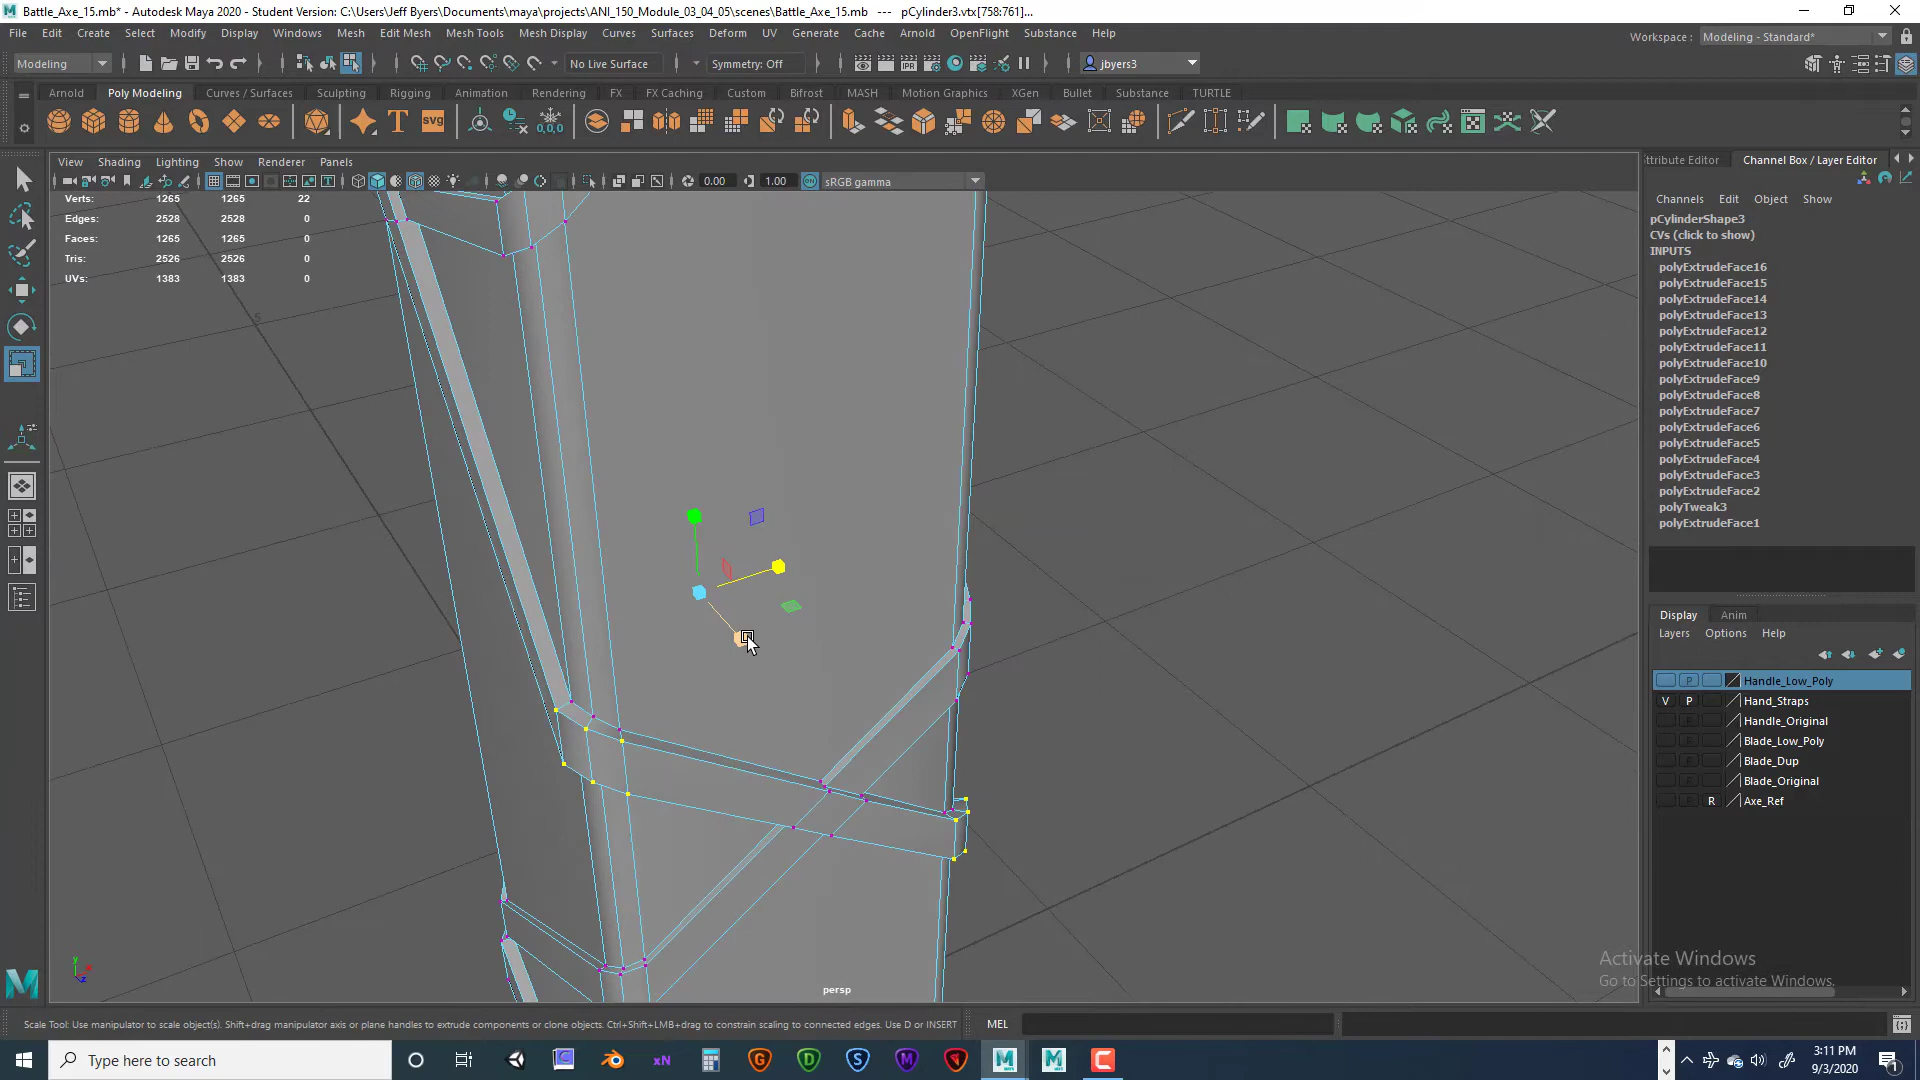 Battle_Axe_15.mb* - Autodesk Maya 2020 - Student Version: C:\Users\Jeff Byers\Documents\maya\projects\ANI_150_Module_03_04_05\scenes\Battle_Axe_15.mb --- pCylinder3.vtx[758:761]...
File Edit Create Select Modify Display Windows Mesh Edit Mesh Mesh Tools Mesh Display Curves Surfaces Deform UV Generate Cache Arnold OpenFlight Substance Help
Workspace : Modeling - Standard*
Modeling No Live Surface Symmetry: Off jbyers3
Arnold Poly Modeling Curves / Surfaces Sculpting Rigging Animation Rendering FX FX Caching Custom Bifrost MASH Motion Graphics XGen Bullet Substance TURTLE
T svg 0,0,0
View Shading Lighting Show Renderer Panels
0.00 1.00 ON sRGB gamma
Verts: 1265 1265 22
Edges: 2528 2528 0
Faces: 1265 1265 0
Tris: 2526 2526 0
UVs: 1383 1383 0
5
y
x
z
persp
ttribute Editor Channel Box / Layer Editor
Channels Edit Object Show
pCylinderShape3
CVs (click to show)
INPUTS
polyExtrudeFace16
polyExtrudeFace15
polyExtrudeFace14
polyExtrudeFace13
polyExtrudeFace12
polyExtrudeFace11
polyExtrudeFace10
polyExtrudeFace9
polyExtrudeFace8
polyExtrudeFace7
polyExtrudeFace6
polyExtrudeFace5
polyExtrudeFace4
polyExtrudeFace3
polyExtrudeFace2
polyTweak3
polyExtrudeFace1
Display Anim
Layers Options Help
P Handle_Low_Poly
V P Hand_Straps
P Handle_Original
P Blade_Low_Poly
P Blade_Dup
P Blade_Original
P R Axe_Ref
Activate Windows
Go to Settings to activate Windows.
Scale Tool: Use manipulator to scale object(s). Shift+drag manipulator axis or plane handles to extrude components or clone objects. Ctrl+Shift+LMB+drag to constrain scaling to connected edges. Use D or INSERT
MEL
Type here to search
xN G D S M
3:11 PM
9/3/2020
1